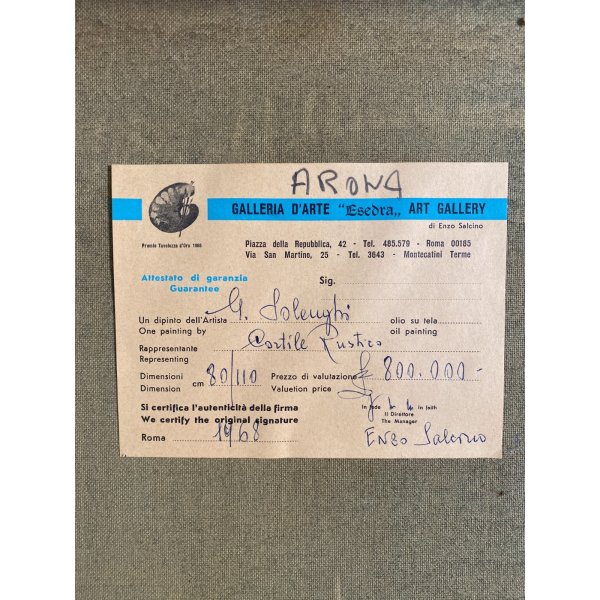 ARONA
GALLERIA D'ARTE "Esedra„ ART GALLERY
di Enzo Salcino
Premio Tavolozza d'Oro 1966
Piazza della Repubblica, 42 - Tel. 485.579 - Roma 00185
Via San Martino, 25 - Tel. 3643 - Montecatini Terme
Attestato di garanzia
Guarantee
Sig.
Un dipinto dell'Artista G. Solenghi olio su tela
One painting by oil painting
Rappresentante Cortile Rustico
Representing
Dimensioni cm 80/110 Prezzo di valutazione £ 800.000-
Dimension Valuetion price
Si certifica l'autenticità della firma
We certify the original signature
In fede In faith
Il Direttore
The Manager
Roma 1968
ENZO Salcino